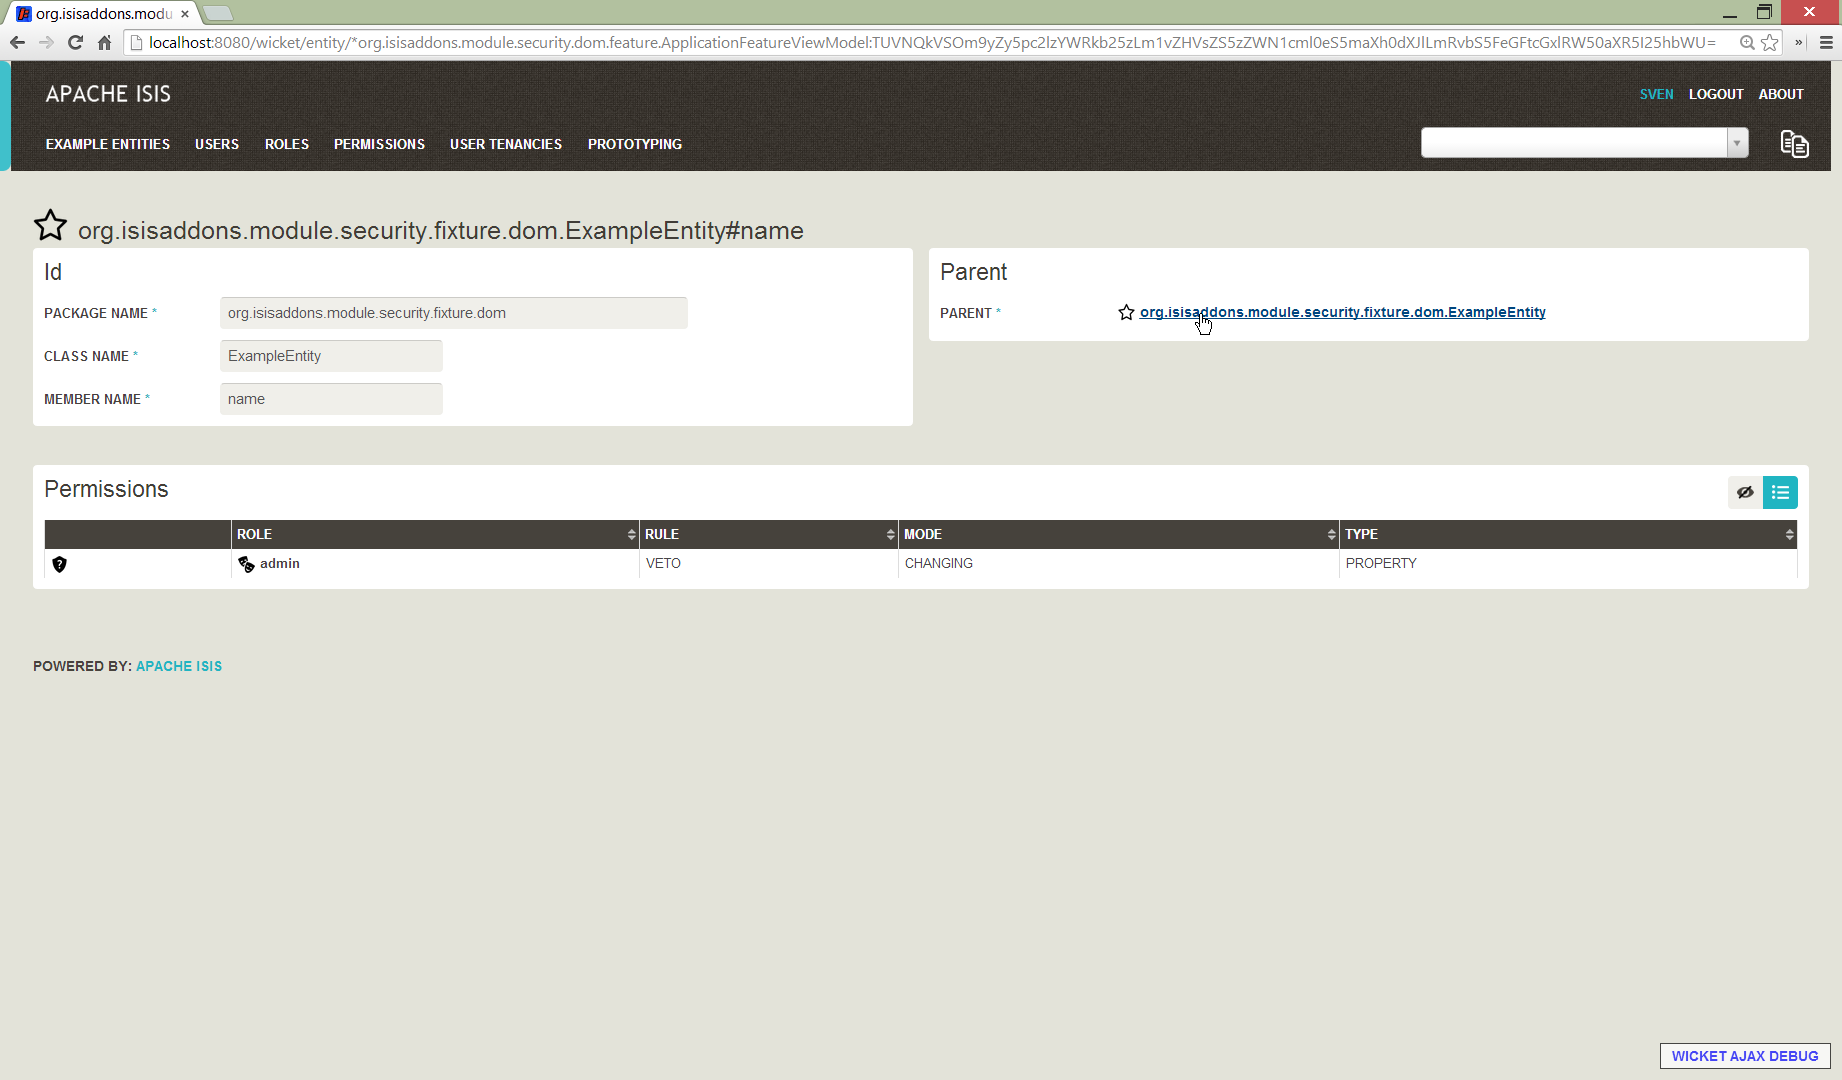 org.isisaddons.modu
localhost:8080/wicket/entity/*org.isisaddons.module.security.dom.feature.ApplicationFeatureViewModel:TUVNQkVSOm9yZy5pc2lzYWRkb25zLm1vZHVsZS5zZWN1cml0eS5maXh0dXJlLmRvbS5FeGFtcGxlRW50aXR5I25hbWU=
APACHE ISIS
SVEN LOGOUT ABOUT
EXAMPLE ENTITIES USERS ROLES PERMISSIONS USER TENANCIES PROTOTYPING
org.isisaddons.module.security.fixture.dom.ExampleEntity#name
Id
PACKAGE NAME * org.isisaddons.module.security.fixture.dom
CLASS NAME * ExampleEntity
MEMBER NAME * name
Parent
PARENT * org.isisaddons.module.security.fixture.dom.ExampleEntity
Permissions
ROLE RULE MODE TYPE
admin VETO CHANGING PROPERTY
POWERED BY: APACHE ISIS
WICKET AJAX DEBUG